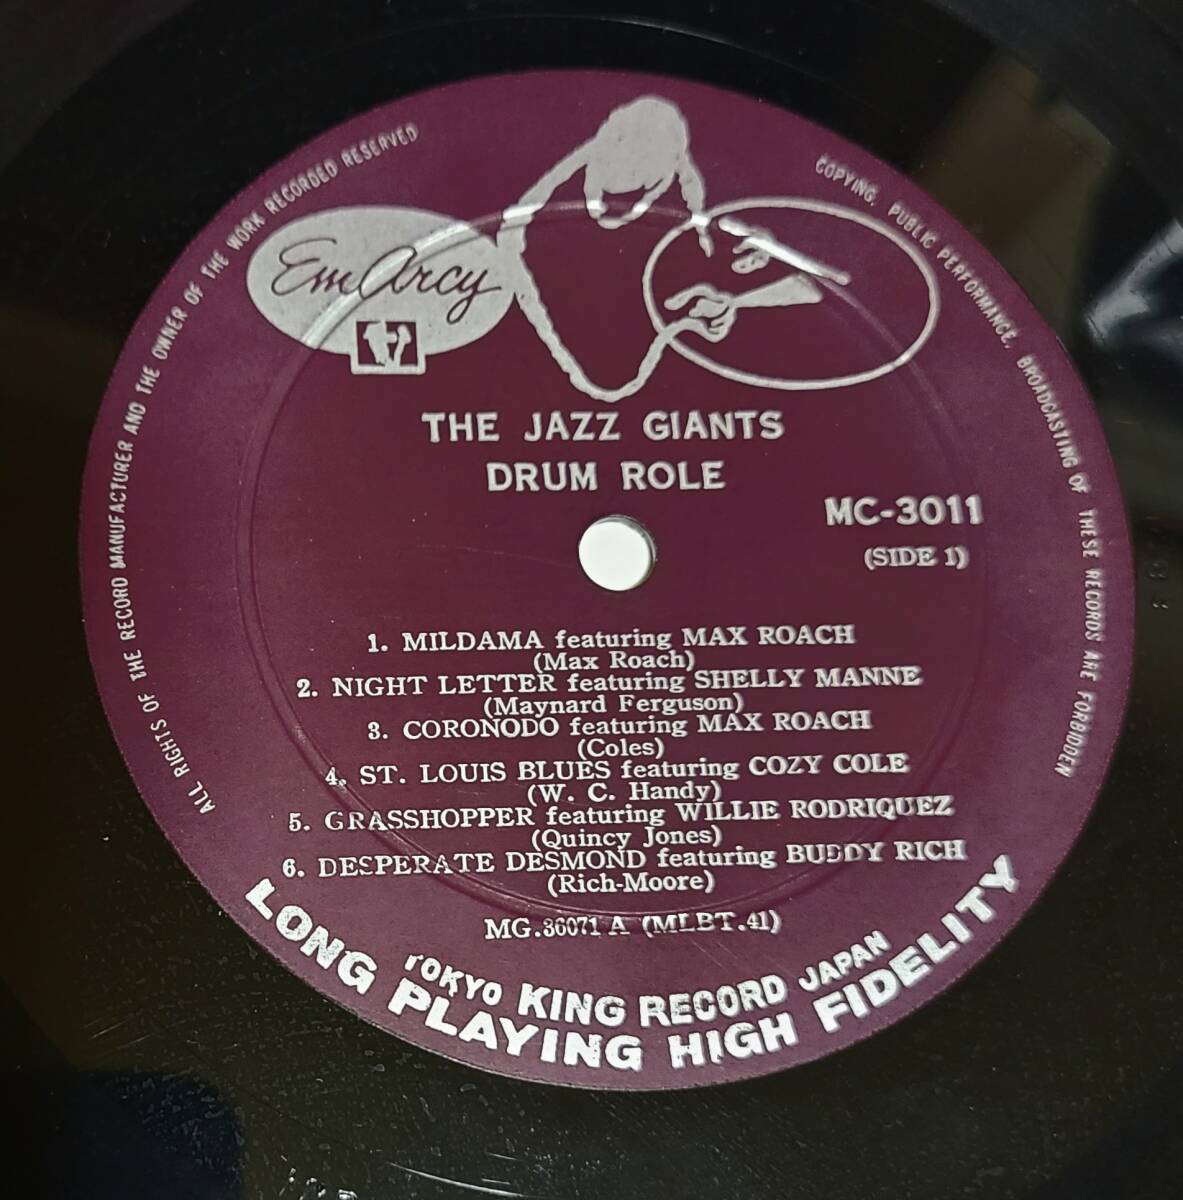 ALL RIGHTS OF THE RECORD MANUFACTURER AND THE OWNER OF THE WORK RECORDED RESERVED
COPYING, PUBLIC PERFORMANCE, BROADCASTING OF THESE RECORDS ARE FORBIDDEN
EmArcy
THE JAZZ GIANTS
DRUM ROLE
MC-3011
(SIDE 1)
1. MILDAMA featuring MAX ROACH
(Max Roach)
2. NIGHT LETTER featuring SHELLY MANNE
(Maynard Ferguson)
3. CORONODO featuring MAX ROACH
(Coles)
4. ST. LOUIS BLUES featuring COZY COLE
(W. C. Handy)
5. GRASSHOPPER featuring WILLIE RODRIQUEZ
(Quincy Jones)
6. DESPERATE DESMOND featuring BUDDY RICH
(Rich-Moore)
MG.36071 A (MLBT.41)
TOKYO KING RECORD JAPAN
LONG PLAYING HIGH FIDELITY